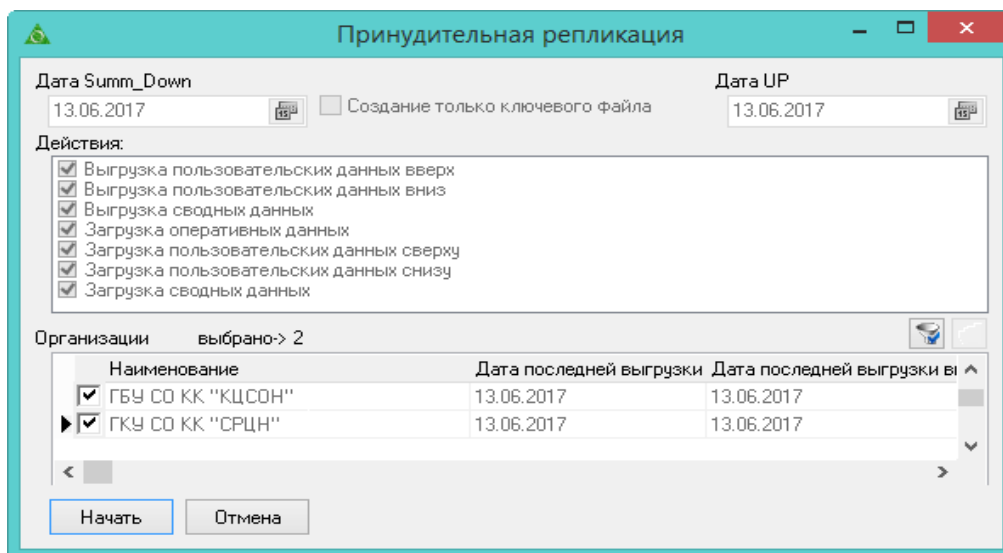 Принудительная репликация
Дата Summ_Down
Дата UP
13.06.2017
Создание только ключевого файла
13.06.2017
Действия:
Выгрузка пользовательских данных вверх
Выгрузка пользовательских данных вниз
Выгрузка сводных данных
Загрузка оперативных данных
Загрузка пользовательских данных сверху
Загрузка пользовательских данных снизу
Загрузка сводных данных
Организации выбрано-> 2
Наименование Дата последней выгрузки Дата последней выгрузки
ГБУ СО КК "КЦСОН" 13.06.2017 13.06.2017
ГКУ СО КК "СРЦН" 13.06.2017 13.06.2017
Начать Отмена